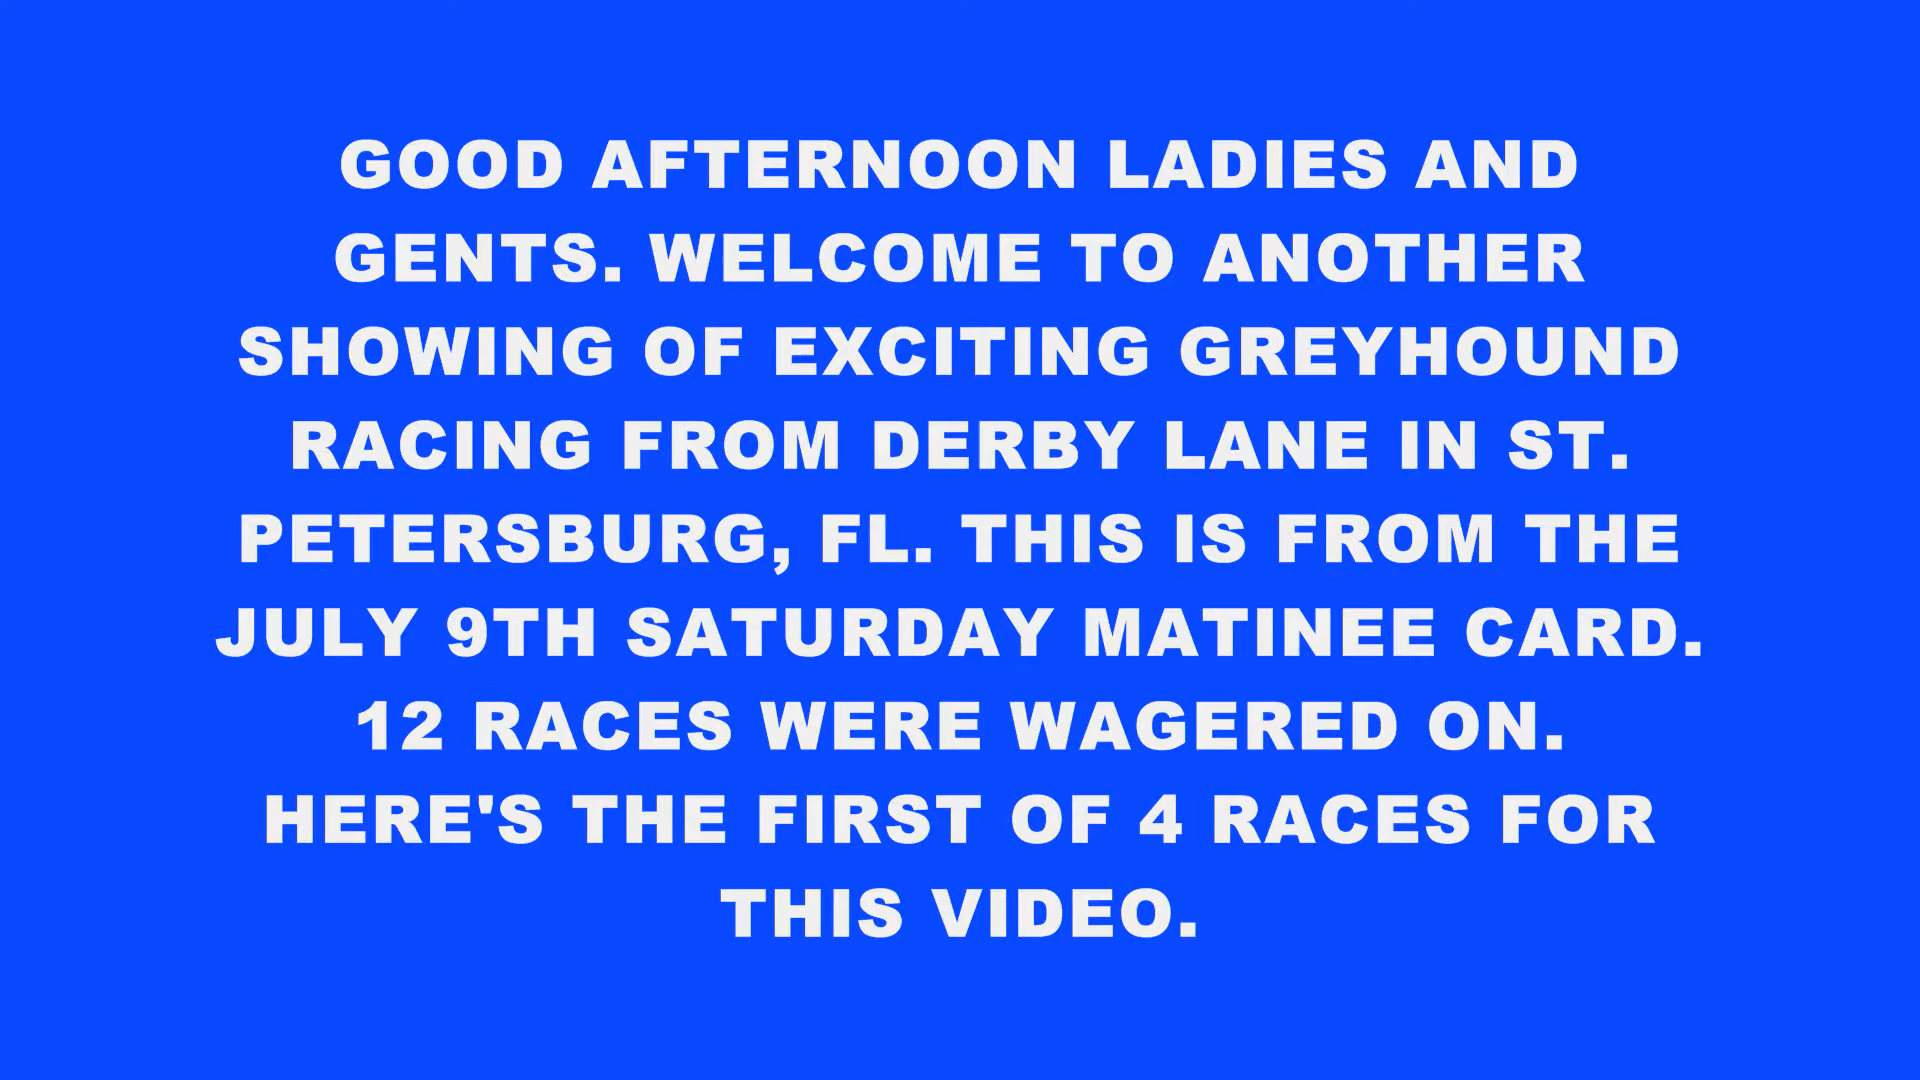 GOOD AFTERNOON LADIES AND
GENTS. WELCOME TO ANOTHER
SHOWING OF EXCITING GREYHOUND
RACING FROM DERBY LANE IN ST.
PETERSBURG, FL. THIS IS FROM THE
JULY 9TH SATURDAY MATINEE CARD.
12 RACES WERE WAGERED ON.
HERE'S THE FIRST OF 4 RACES FOR
THIS VIDEO.